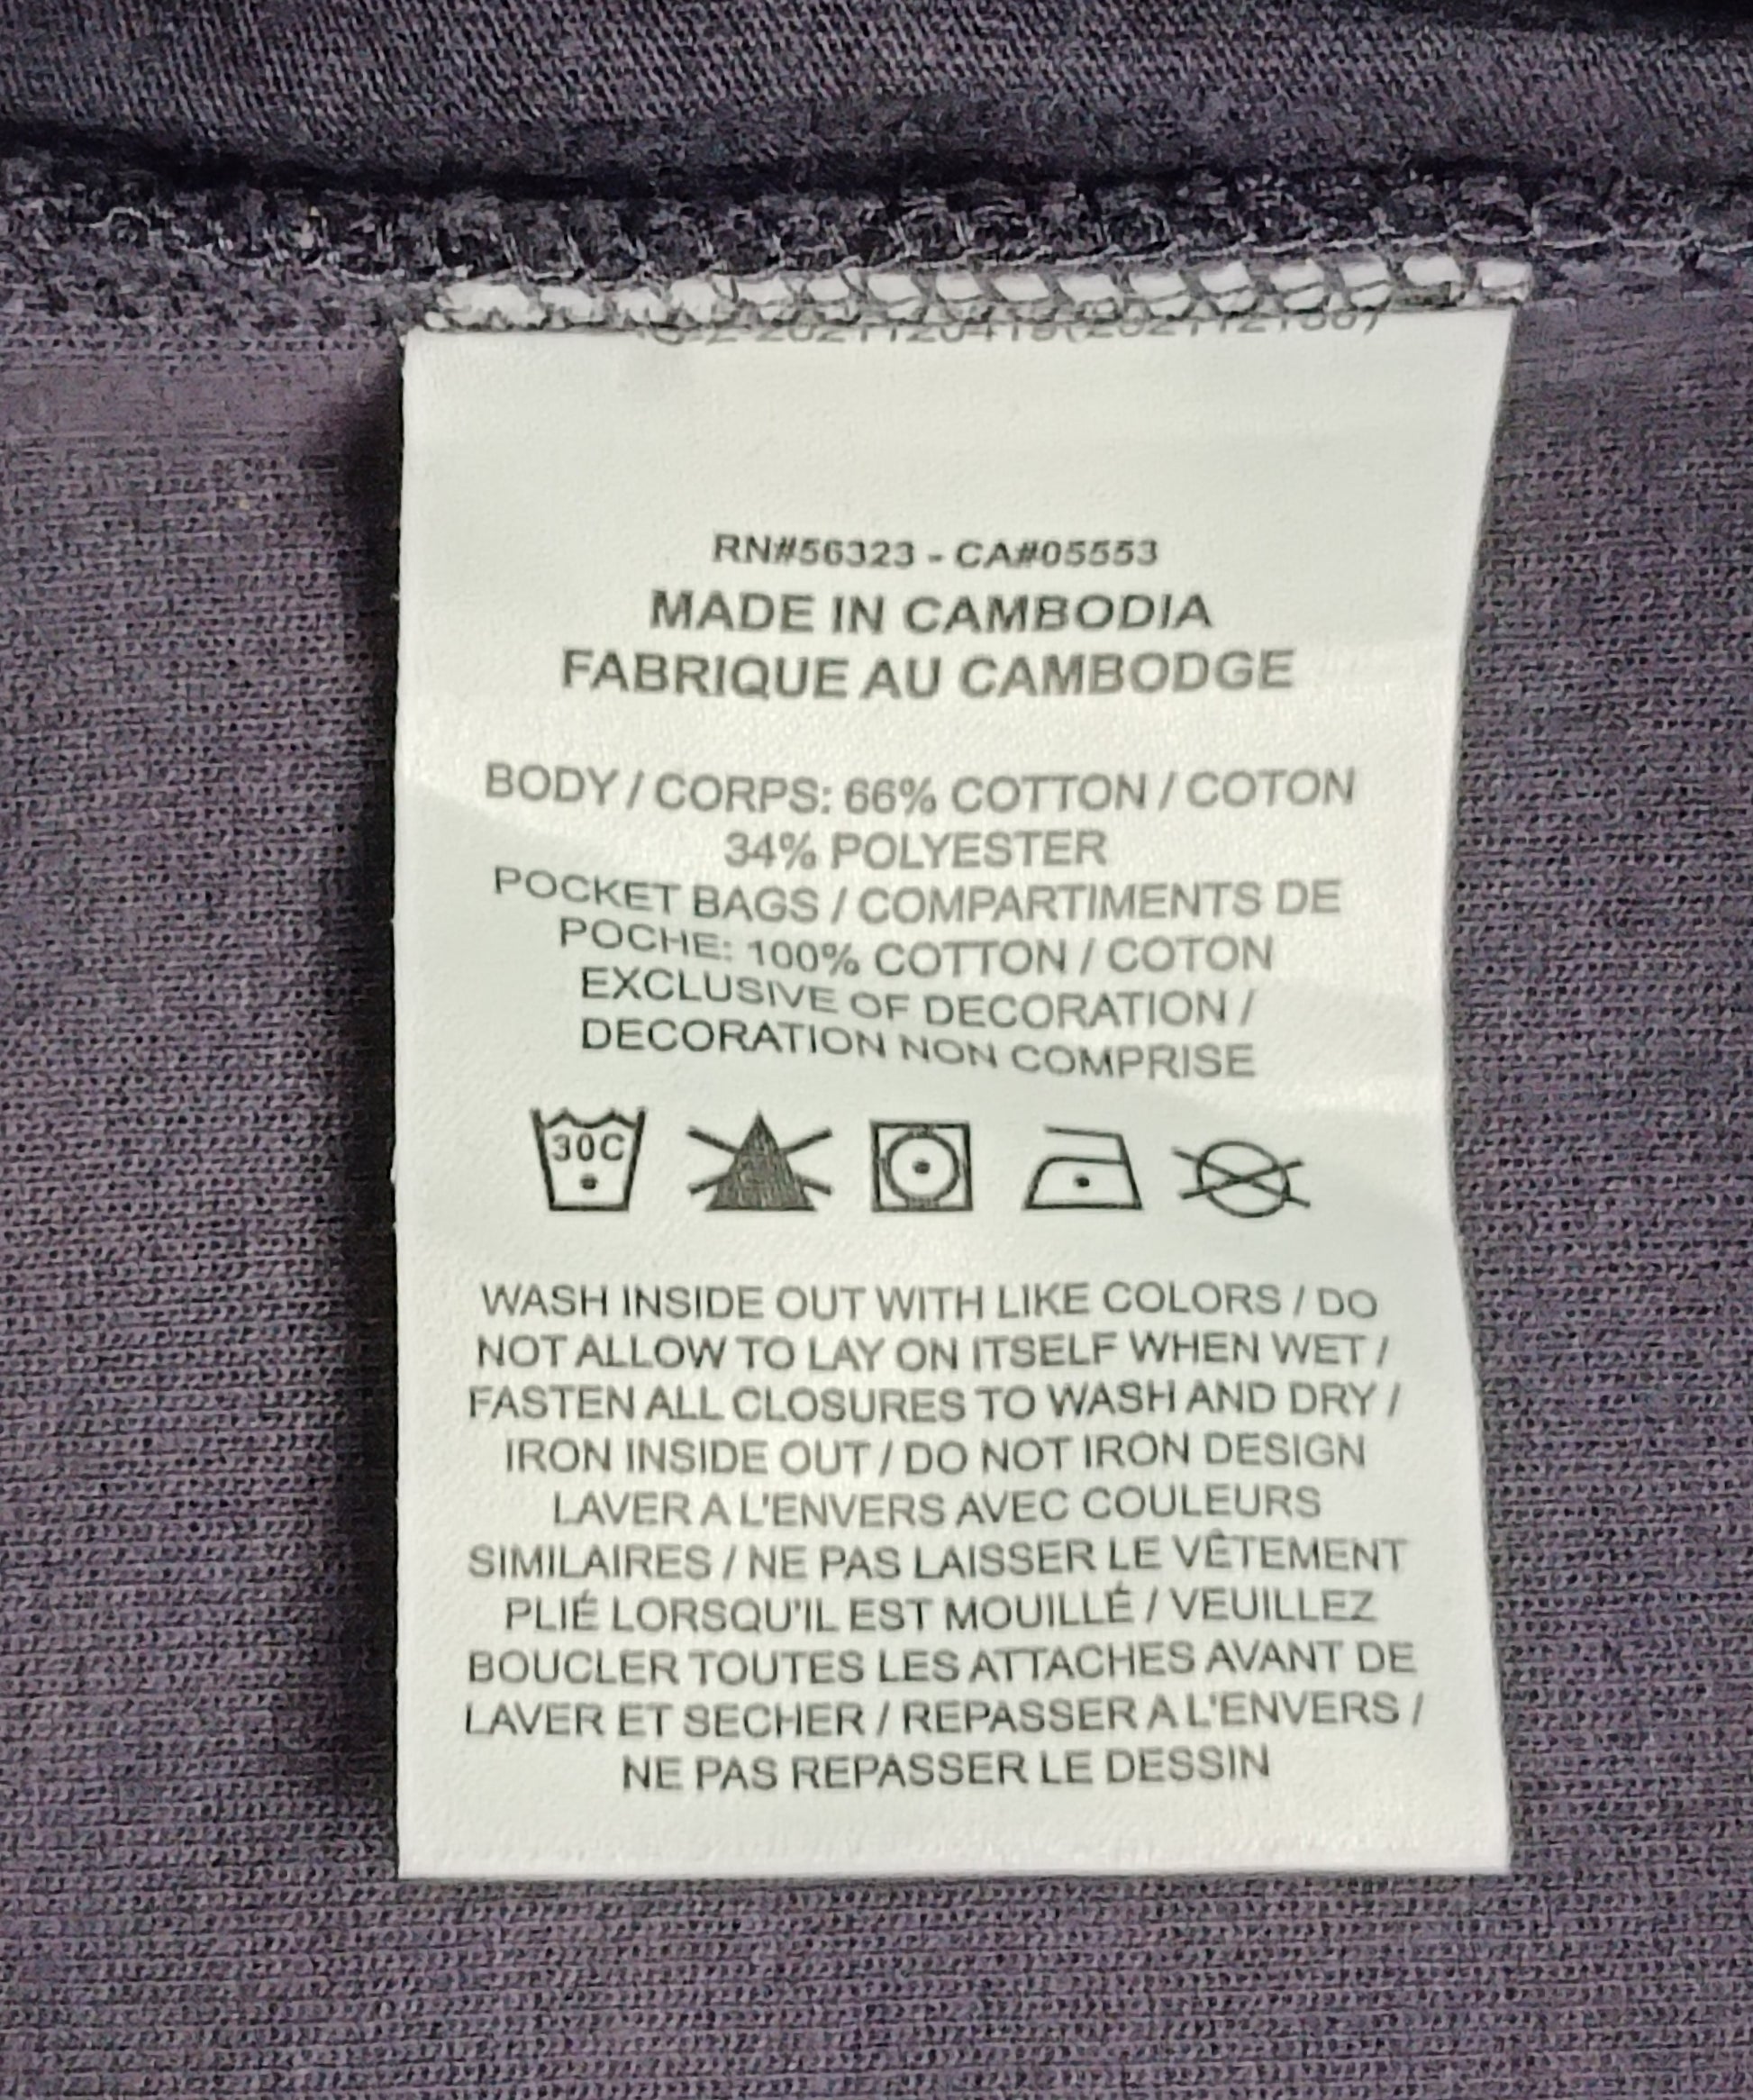 RN#56323 - CA#05553
MADE IN CAMBODIA
FABRIQUE AU CAMBODGE
BODY / CORPS: 66% COTTON / COTON
34% POLYESTER
POCKET BAGS / COMPARTIMENTS DE
POCHE: 100% COTTON / COTON
EXCLUSIVE OF DECORATION /
DECORATION NON COMPRISE
30C
WASH INSIDE OUT WITH LIKE COLORS / DO
NOT ALLOW TO LAY ON ITSELF WHEN WET /
FASTEN ALL CLOSURES TO WASH AND DRY /
IRON INSIDE OUT / DO NOT IRON DESIGN
LAVER A L'ENVERS AVEC COULEURS
SIMILAIRES / NE PAS LAISSER LE VÊTEMENT
PLIÉ LORSQU'IL EST MOUILLÉ / VEUILLEZ
BOUCLER TOUTES LES ATTACHES AVANT DE
LAVER ET SECHER / REPASSER A L'ENVERS /
NE PAS REPASSER LE DESSIN